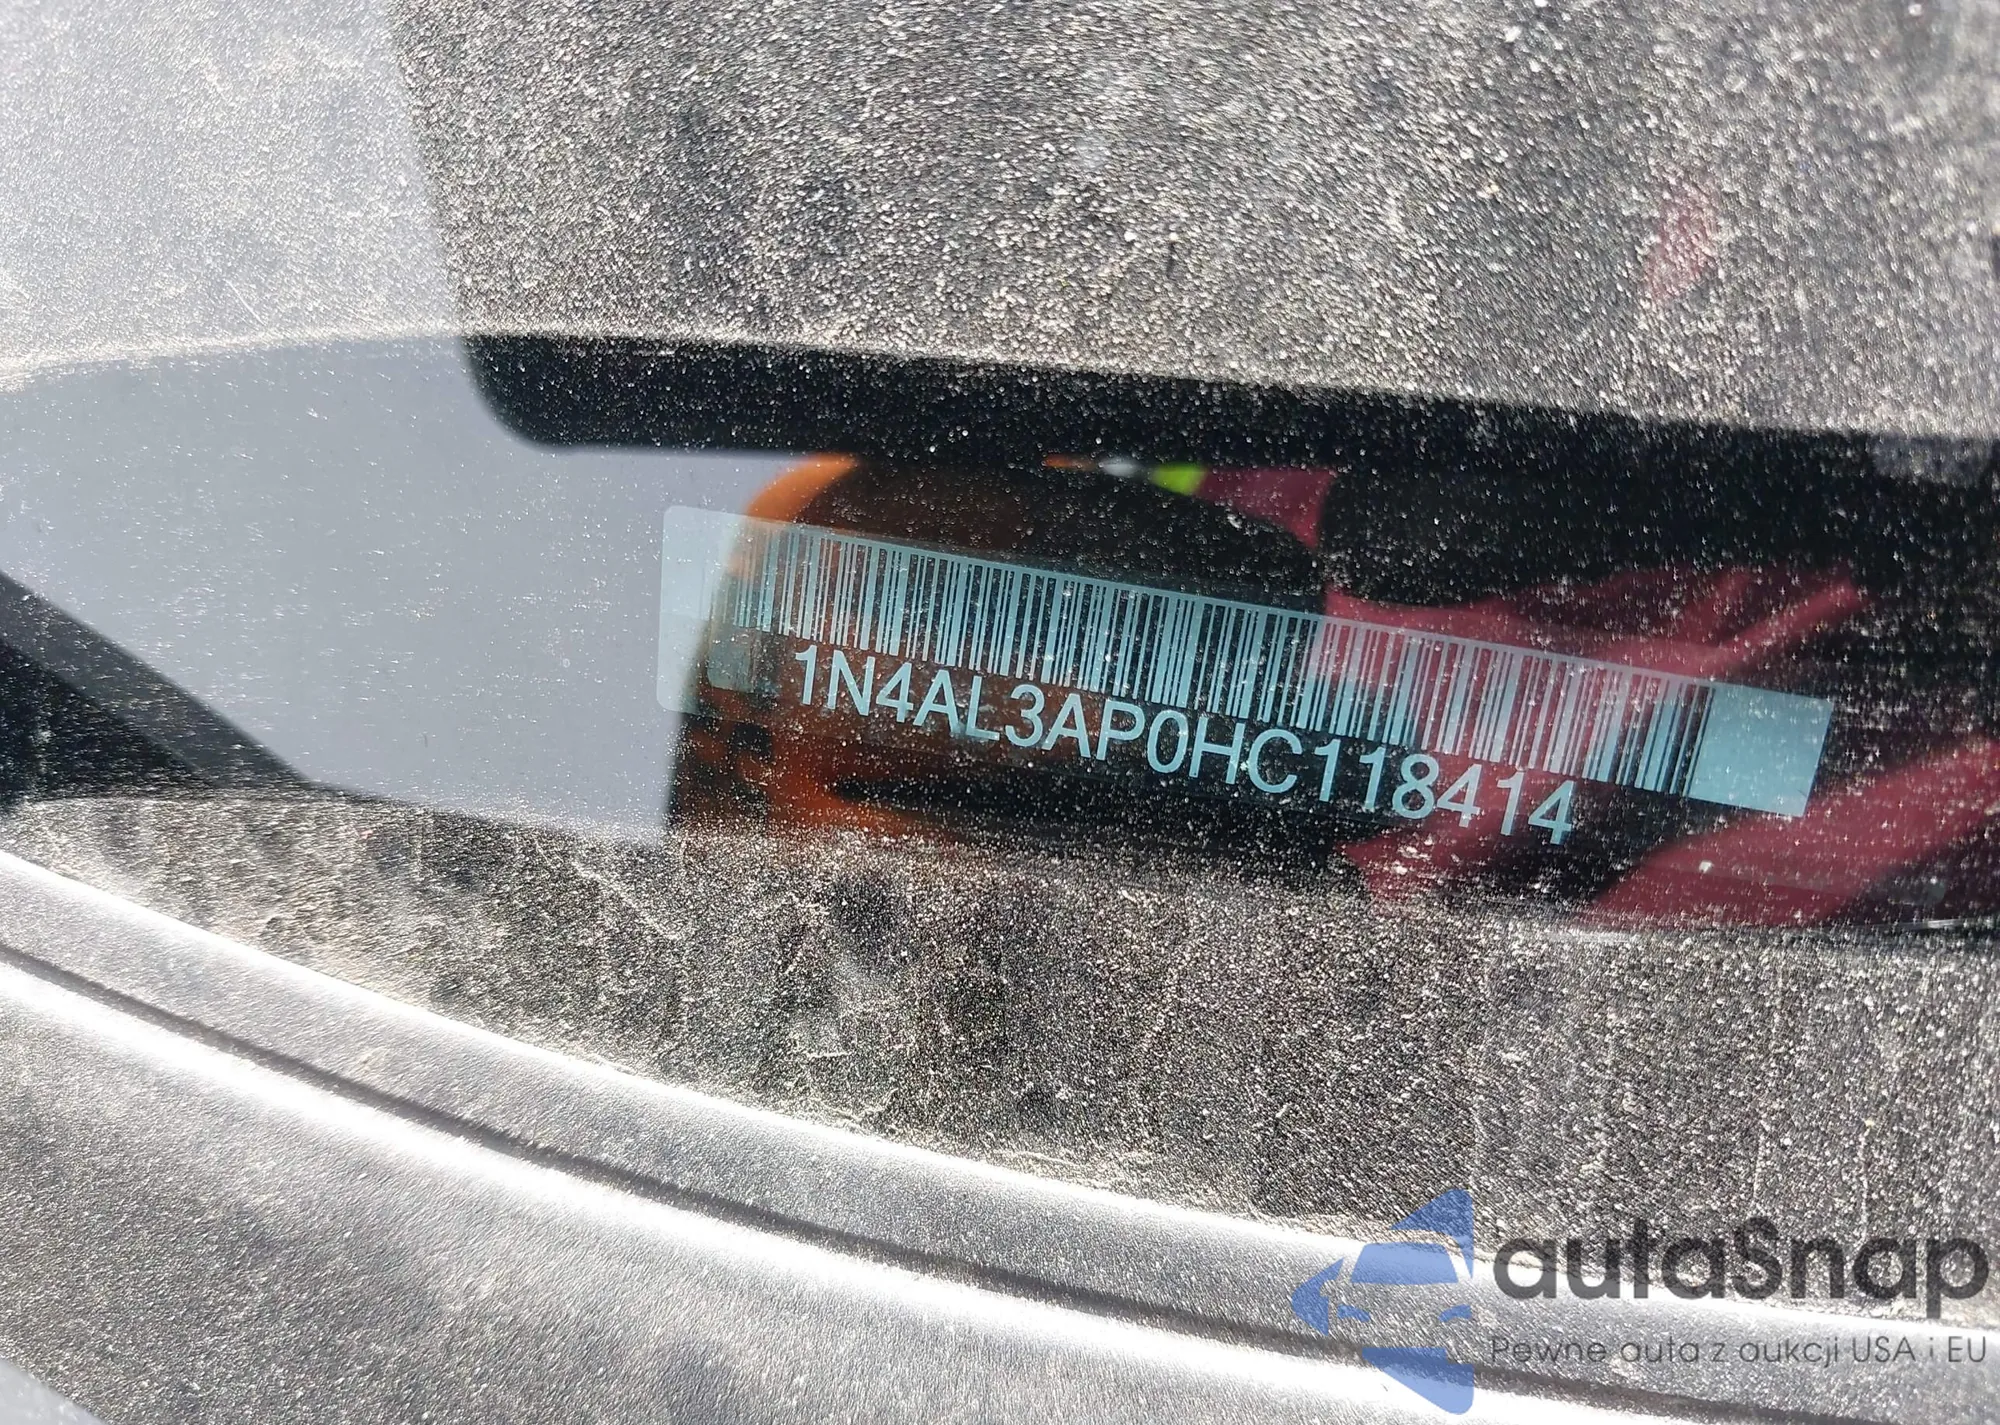 1N4AL3AP0HC118414
autaSnap
Pewne auta z aukcji USA i EU